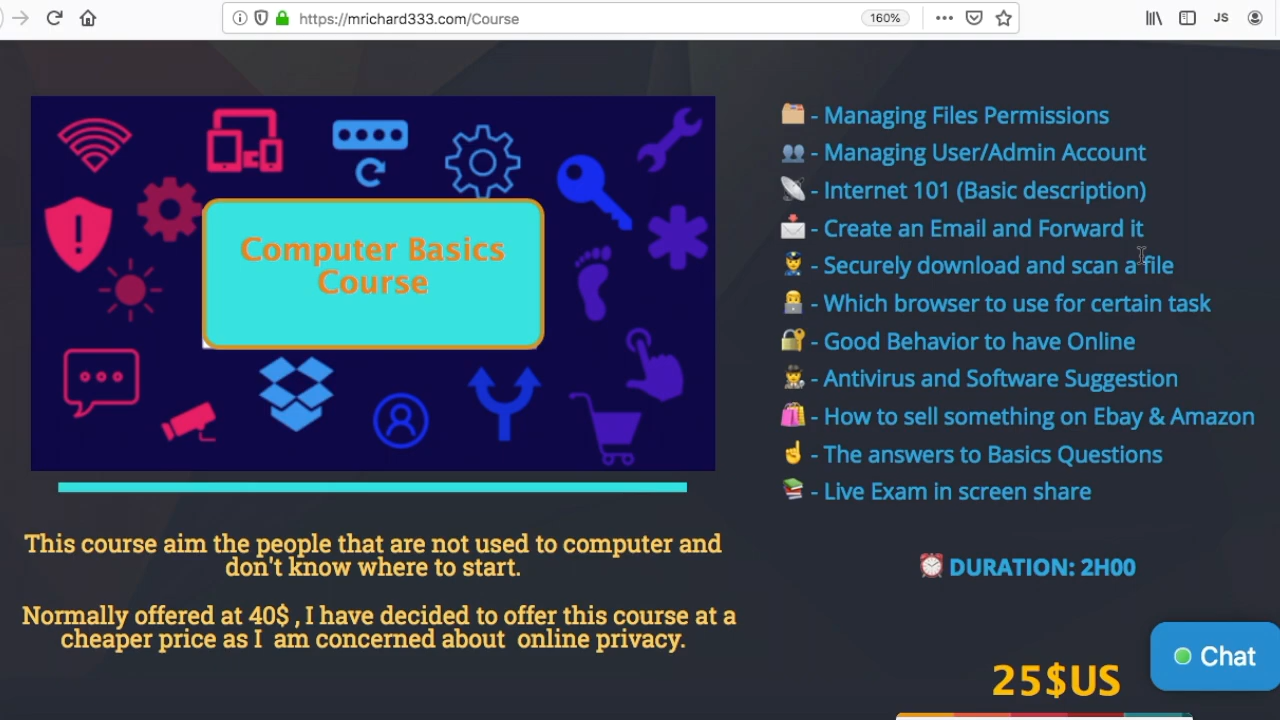 https://mrichard333.com/Course
160%
JS
Computer Basics
Course
This course aim the people that are not used to computer and
don't know where to start.
Normally offered at 40$ , I have decided to offer this course at a
cheaper price as I am concerned about online privacy.
- Managing Files Permissions
- Managing User/Admin Account
- Internet 101 (Basic description)
- Create an Email and Forward it
- Securely download and scan a file
- Which browser to use for certain task
- Good Behavior to have Online
- Antivirus and Software Suggestion
- How to sell something on Ebay & Amazon
- The answers to Basics Questions
- Live Exam in screen share
DURATION: 2H00
25$US
Chat